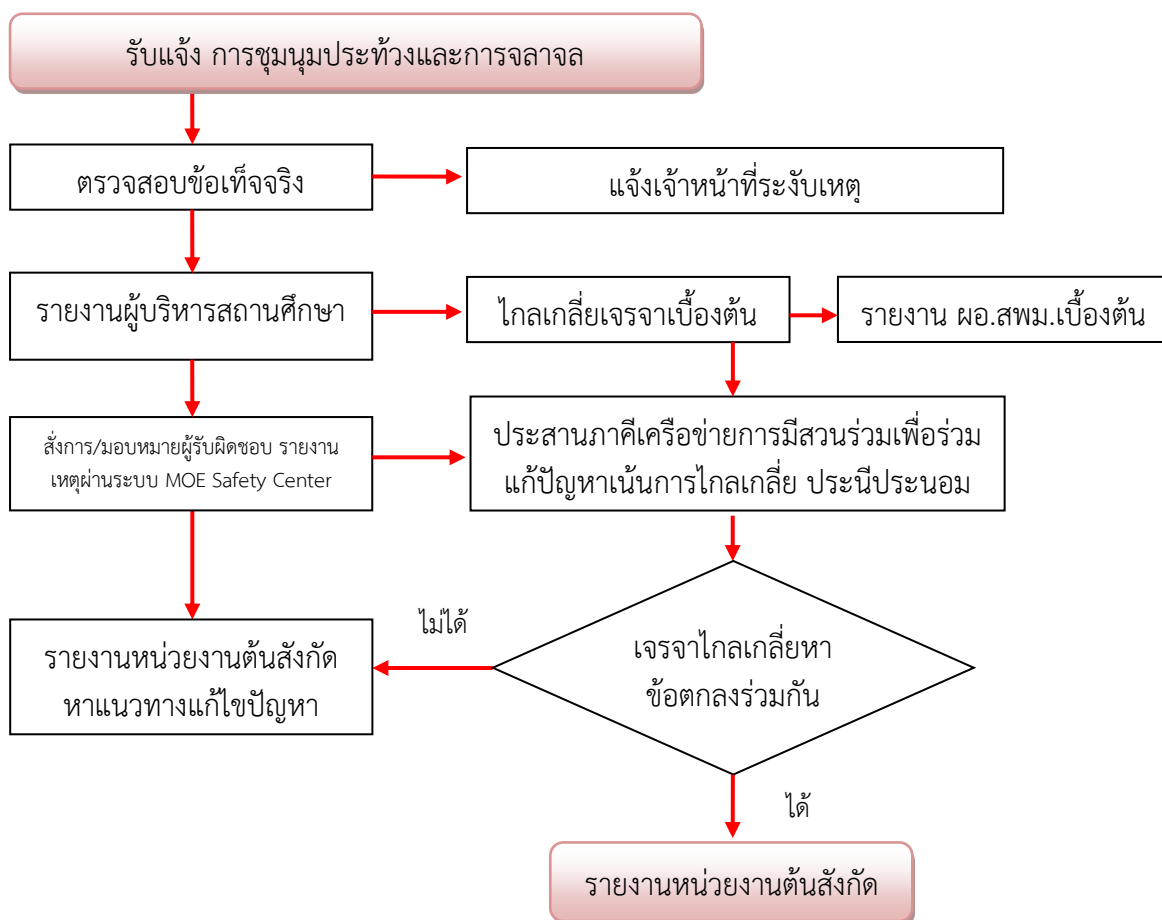 รับแจ้ง การชุมนุมประท้วงและการจลาจล
ตรวจสอบข้อเท็จจริง
แจ้งเจ้าหน้าที่ระงับเหตุ
รายงานผู้บริหารสถานศึกษา
ไกลเกลี่ยเจรจาเบื้องต้น
รายงาน ผอ.สพม.เบื้องต้น
สั่งการ/มอบหมายผู้รับผิดชอบ รายงาน
เหตุผ่านระบบ MOE Safety Center
ประสานภาคีเครือข่ายการมีสวนร่วมเพื่อร่วม
แก้ปัญหาเน้นการไกลเกลี่ย ประนีประนอม
ไม่ได้
รายงานหน่วยงานต้นสังกัด
หาแนวทางแก้ไขปัญหา
เจรจาไกลเกลี่ยหา
ข้อตกลงร่วมกัน
ได้
รายงานหน่วยงานต้นสังกัด